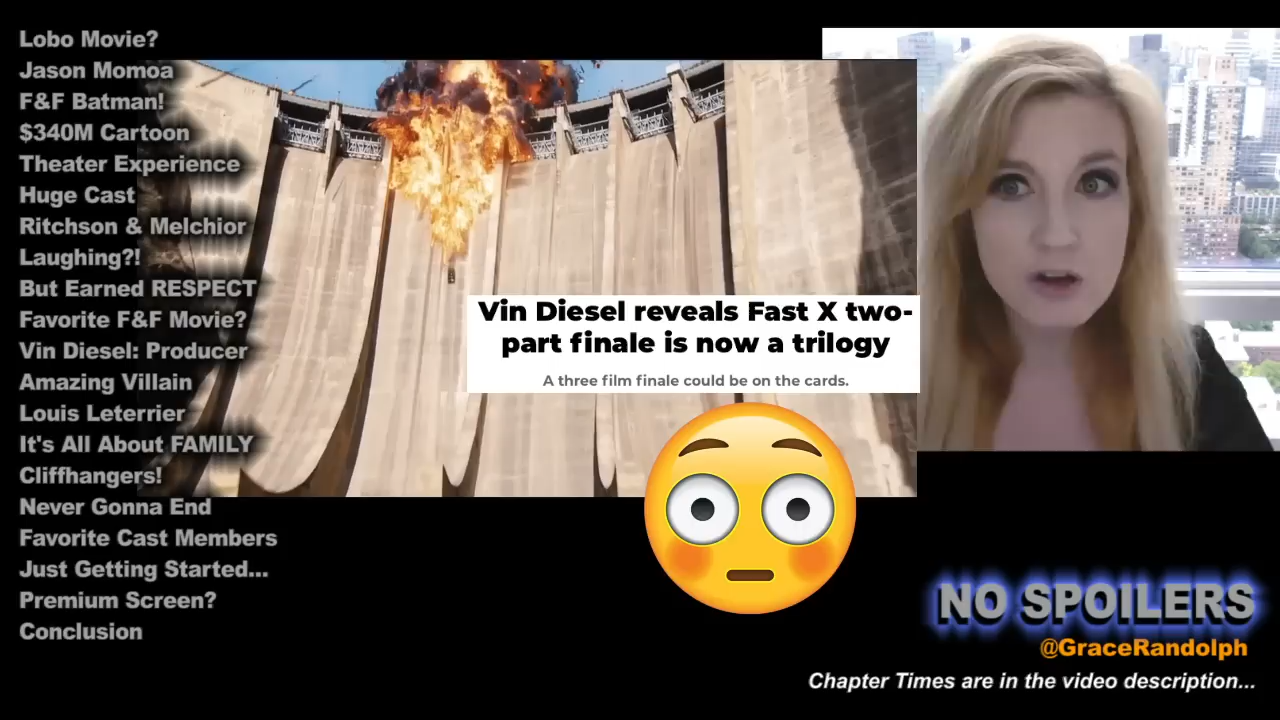 Lobo Movie?
Jason Momoa
F&F Batman!
$340M Cartoon
Theater Experience
Huge Cast
Ritchson & Melchior
Laughing?!
But Earned RESPECT
Favorite F&F Movie?
Vin Diesel: Producer
Amazing Villain
Louis Leterrier
It's All About FAMILY
Cliffhangers!
Never Gonna End
Favorite Cast Members
Just Getting Started...
Premium Screen?
Conclusion
Vin Diesel reveals Fast X two-
part finale is now a trilogy
A three film finale could be on the cards.
NO SPOILERS
@GraceRandolph
Chapter Times are in the video description...